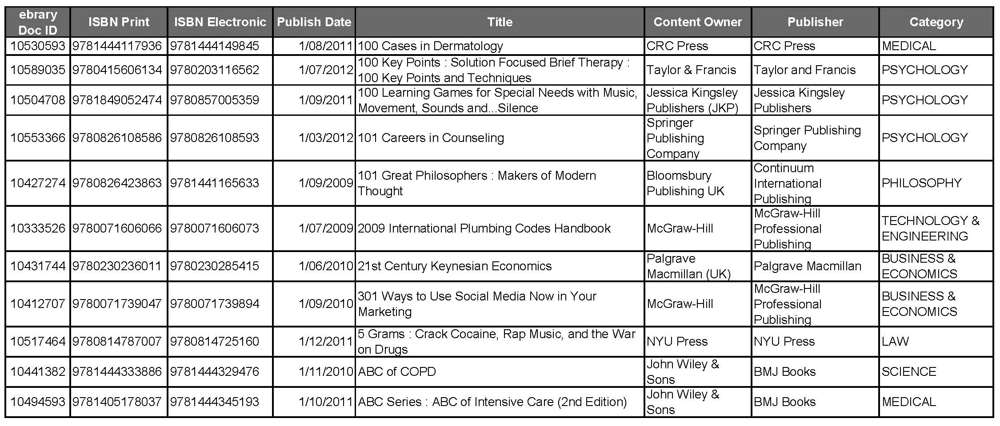 ebrary Doc ID ISBN Print ISBN Electronic Publish Date Title Content Owner Publisher Category
10530593 9781444117936 9781444149845 1/08/2011 100 Cases in Dermatology CRC Press CRC Press MEDICAL
10589035 9780415606134 9780203116562 1/07/2012 100 Key Points : Solution Focused Brief Therapy : 100 Key Points and Techniques Taylor & Francis Taylor and Francis PSYCHOLOGY
10504708 9781849052474 9780857005359 1/09/2011 100 Learning Games for Special Needs with Music, Movement, Sounds and...Silence Jessica Kingsley Publishers (JKP) Jessica Kingsley Publishers PSYCHOLOGY
10553366 9780826108586 9780826108593 1/03/2012 101 Careers in Counseling Springer Publishing Company Springer Publishing Company PSYCHOLOGY
10427274 9780826423863 9781441165633 1/09/2009 101 Great Philosophers : Makers of Modern Thought Bloomsbury Publishing UK Continuum International Publishing PHILOSOPHY
10333526 9780071606066 9780071606073 1/07/2009 2009 International Plumbing Codes Handbook McGraw-Hill McGraw-Hill Professional Publishing TECHNOLOGY & ENGINEERING
10431744 9780230236011 9780230285415 1/06/2010 21st Century Keynesian Economics Palgrave Macmillan (UK) Palgrave Macmillan BUSINESS & ECONOMICS
10412707 9780071739047 9780071739894 1/09/2010 301 Ways to Use Social Media Now in Your Marketing McGraw-Hill McGraw-Hill Professional Publishing BUSINESS & ECONOMICS
10517464 9780814787007 9780814725160 1/12/2011 5 Grams : Crack Cocaine, Rap Music, and the War on Drugs NYU Press NYU Press LAW
10441382 9781444333886 9781444329476 1/11/2010 ABC of COPD John Wiley & Sons BMJ Books SCIENCE
10494593 9781405178037 9781444345193 1/10/2011 ABC Series : ABC of Intensive Care (2nd Edition) John Wiley & Sons BMJ Books MEDICAL